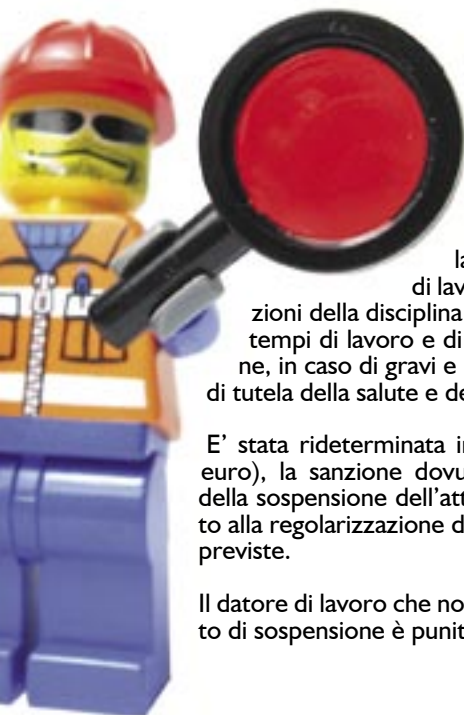 la
di lav
zioni della disciplina
tempi di lavoro e di
ne, in caso di gravi e
di tutela della salute e de
E' stata rideterminata in
euro), la sanzione dovu
della sospensione dell'att
to alla regolarizzazione d
previste.
Il datore di lavoro che no
to di sospensione è punit